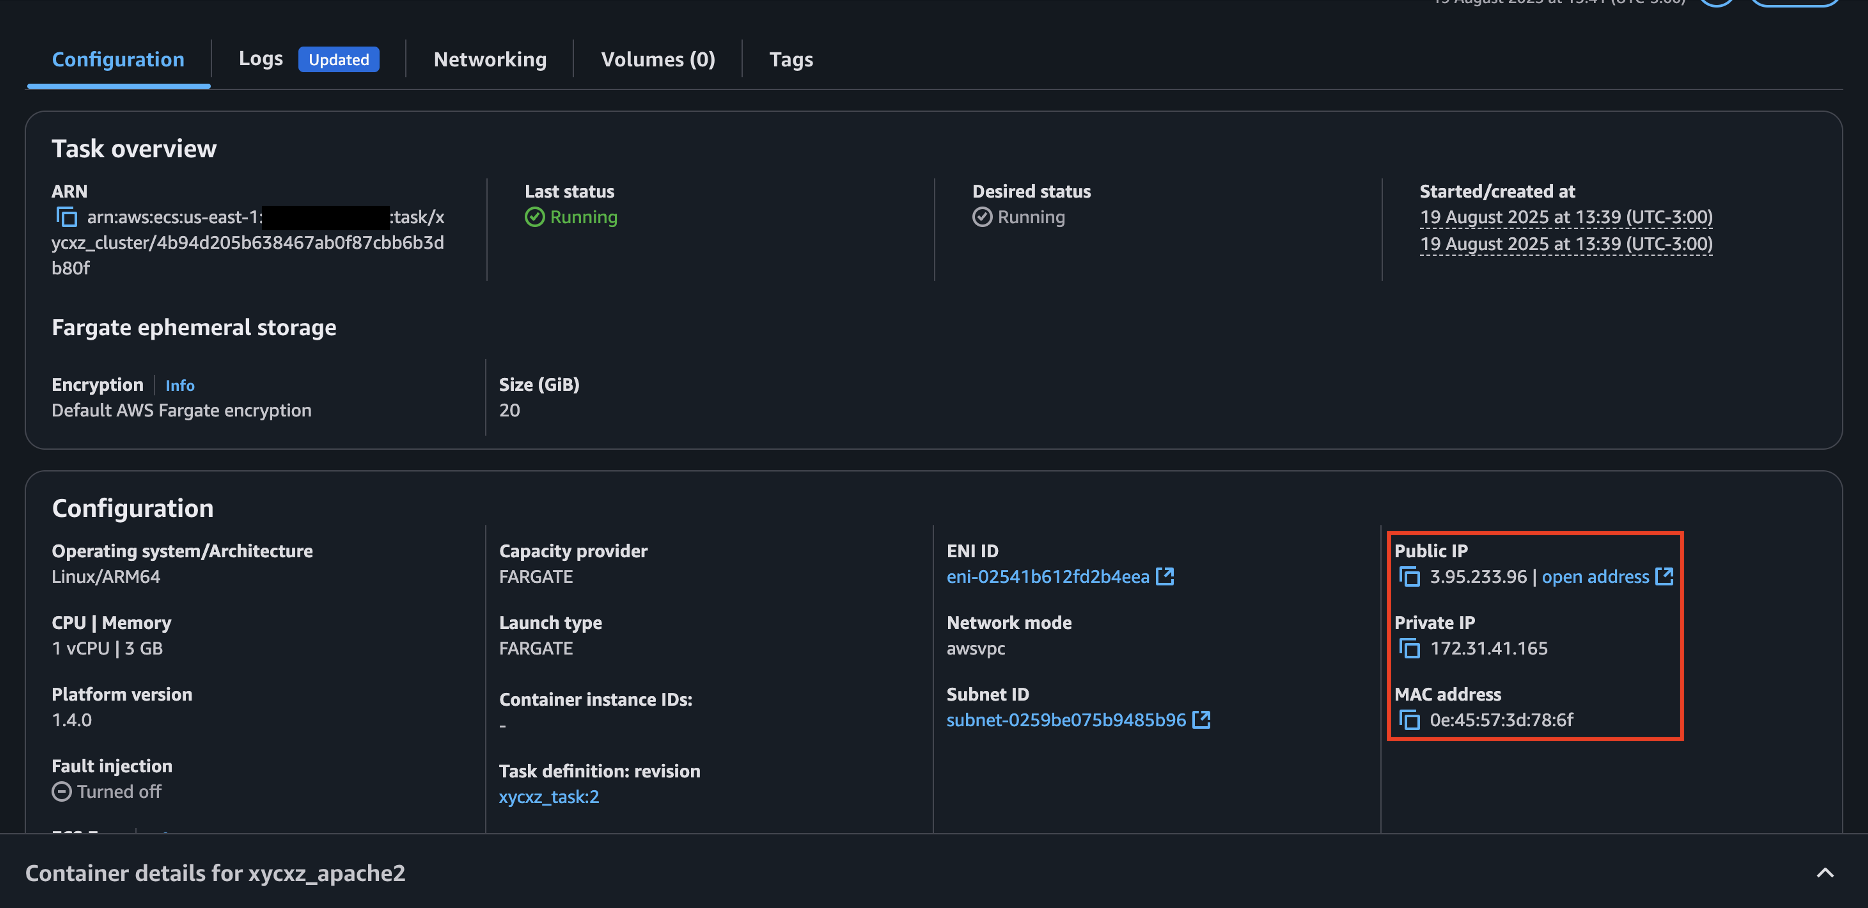 Configuration
Logs Updated
Networking
Volumes (0)
Tags
Task overview
ARN
arn:aws:ecs:us-east-1: :task/x
ycxz_cluster/4b94d205b638467ab0f87cbb6b3d
b80f
Last status
Running
Desired status
Running
Started/created at
19 August 2025 at 13:39 (UTC-3:00)
19 August 2025 at 13:39 (UTC-3:00)
Fargate ephemeral storage
Encryption Info
Default AWS Fargate encryption
Size (GiB)
20
Configuration
Operating system/Architecture
Linux/ARM64
CPU | Memory
1 vCPU | 3 GB
Platform version
1.4.0
Fault injection
Turned off
Capacity provider
FARGATE
Launch type
FARGATE
Container instance IDs:
-
Task definition: revision
xycxz_task:2
ENI ID
eni-02541b612fd2b4eea
Network mode
awsvpc
Subnet ID
subnet-0259be075b9485b96
Public IP
3.95.233.96 | open address
Private IP
172.31.41.165
MAC address
0e:45:57:3d:78:6f
Container details for xycxz_apache2